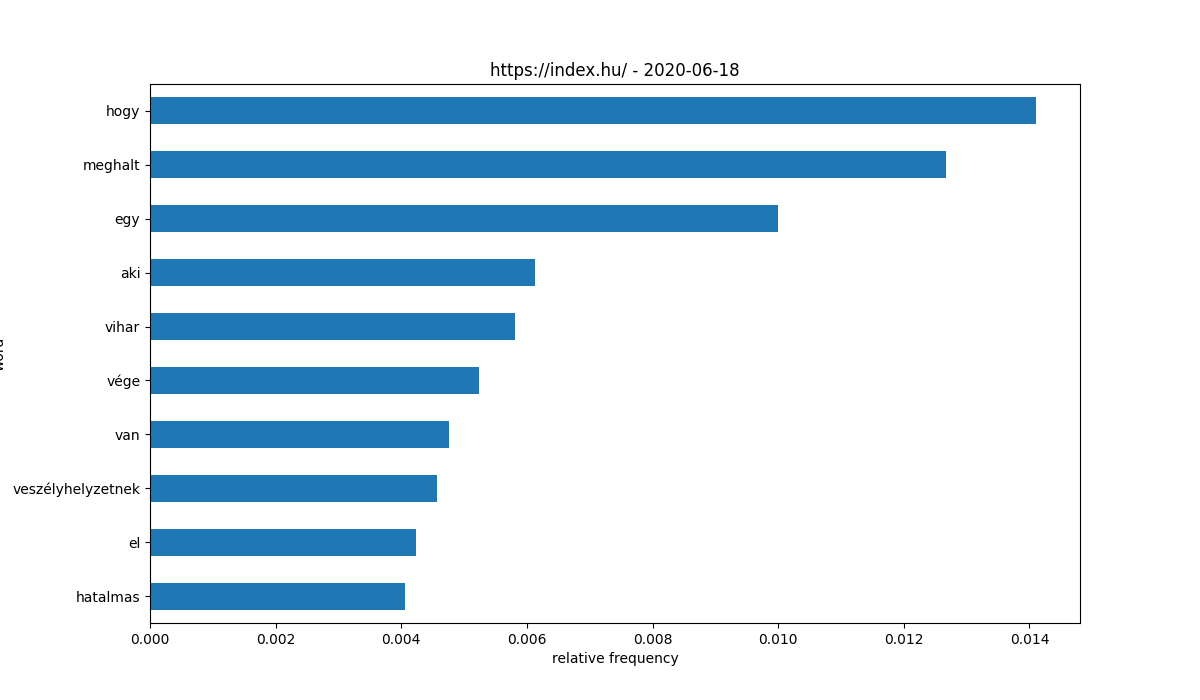 https://index.hu/ - 2020-06-18
hogy
meghalt
egy
aki
vihar
vége
van
veszélyhelyzetnek
el
hatalmas
0.000 0.002 0.004 0.006 0.008 0.010 0.012 0.014
relative frequency